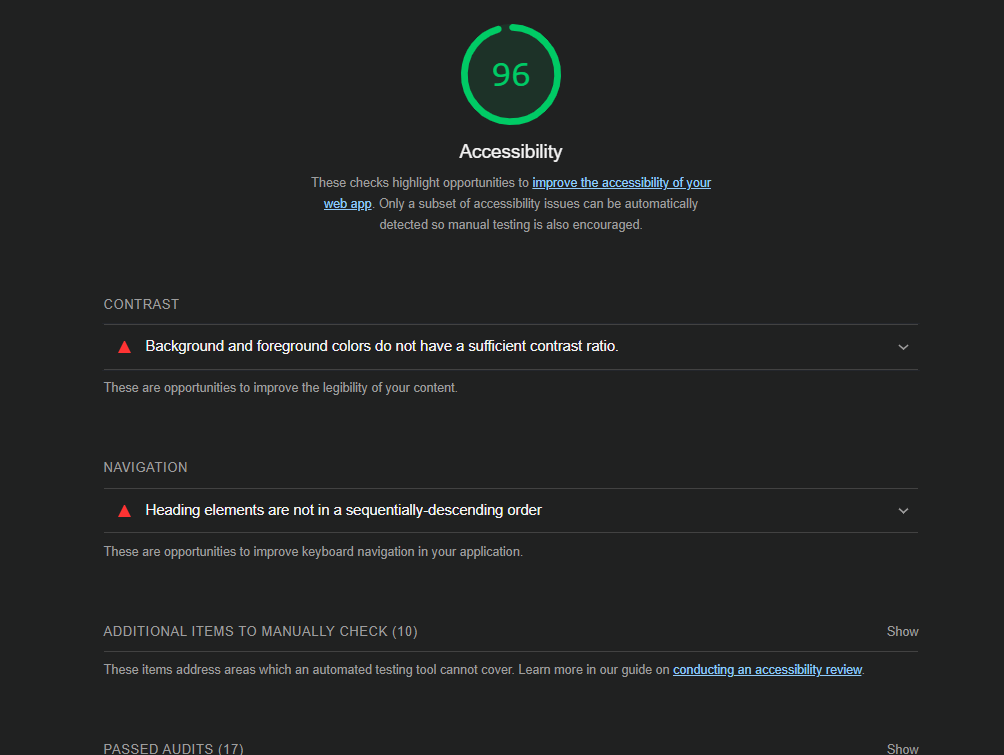 96
Accessibility
These checks highlight opportunities to improve the accessibility of your
web app. Only a subset of accessibility issues can be automatically
detected so manual testing is also encouraged.
CONTRAST
Background and foreground colors do not have a sufficient contrast ratio.
These are opportunities to improve the legibility of your content.
NAVIGATION
Heading elements are not in a sequentially-descending order
These are opportunities to improve keyboard navigation in your application.
ADDITIONAL ITEMS TO MANUALLY CHECK (10) Show
These items address areas which an automated testing tool cannot cover. Learn more in our guide on conducting an accessibility review.
PASSED AUDITS (17) Show